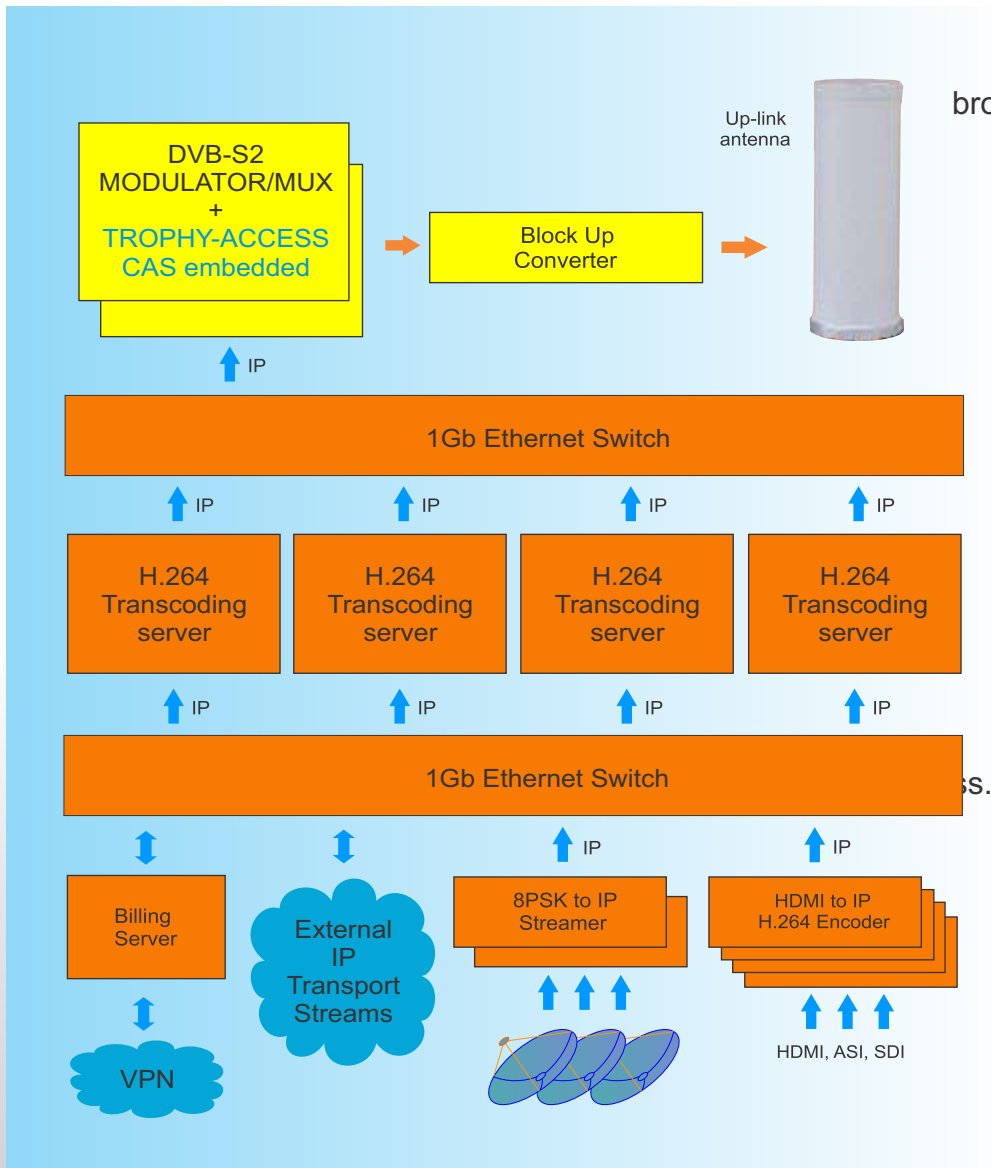 bro
Up-link
antenna
DVB-S2
MODULATOR/MUX
+
TROPHY-ACCESS
CAS embedded
Block Up
Converter
IP
1Gb Ethernet Switch
IP
IP
IP
IP
H.264
Transcoding
server
H.264
Transcoding
server
H.264
Transcoding
server
H.264
Transcoding
server
IP
IP
IP
IP
1Gb Ethernet Switch
ss.
IP
IP
Billing
Server
External
IP
Transport
Streams
8PSK to IP
Streamer
HDMI to IP
H.264 Encoder
VPN
HDMI, ASI, SDI